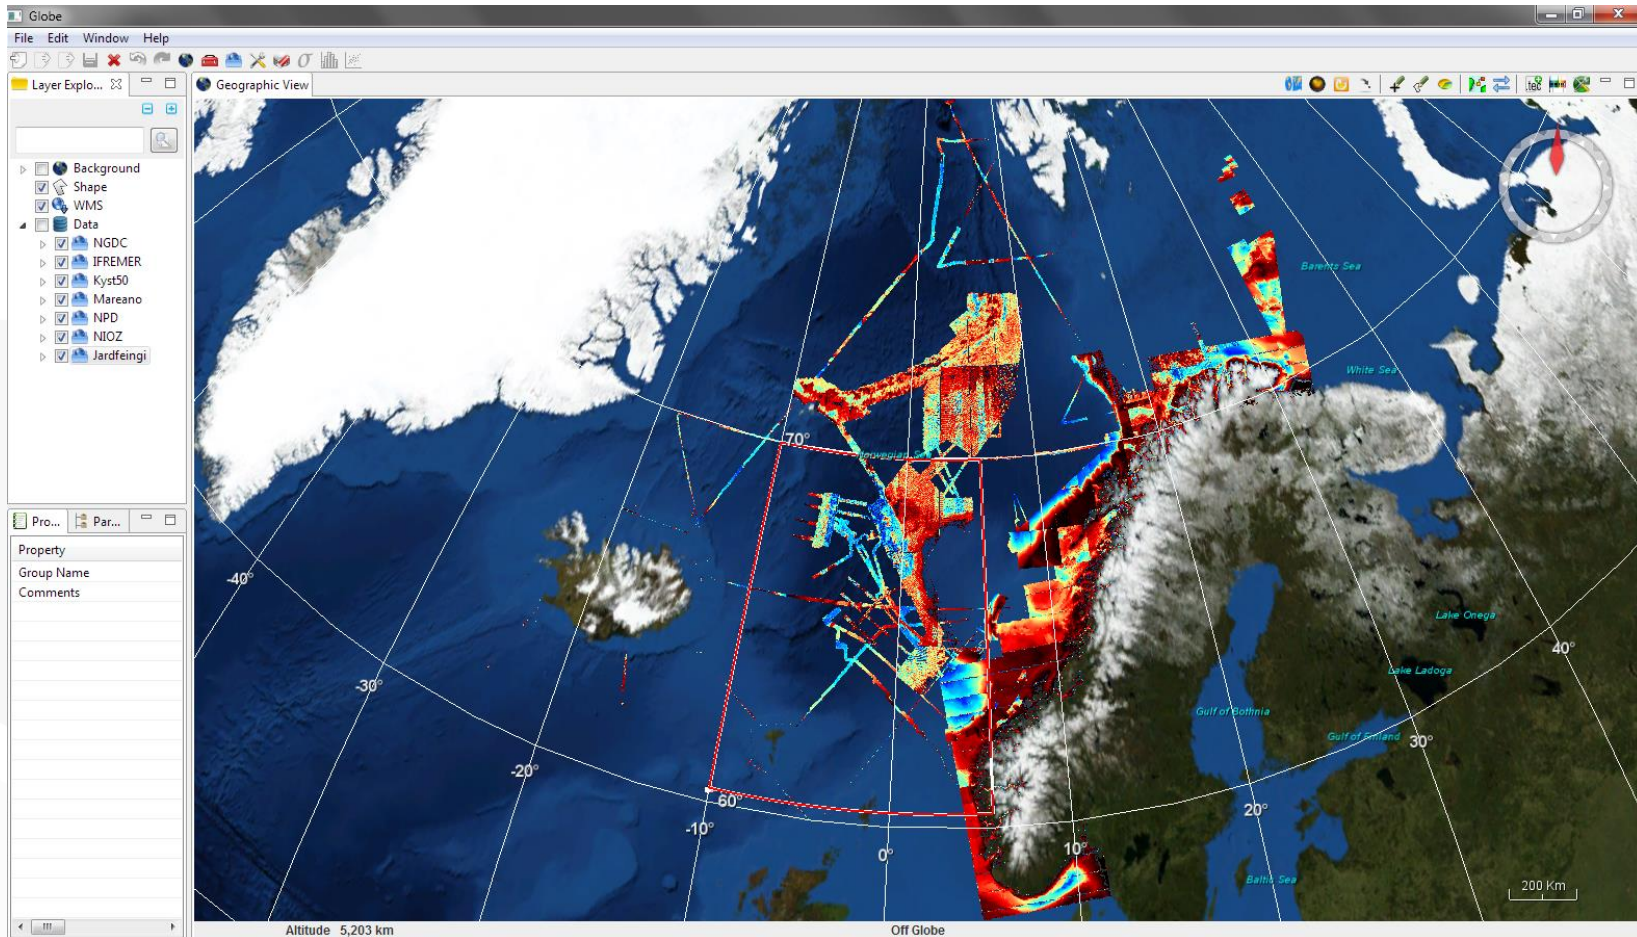 Globe
File Edit Window Help
Layer Explo...
Geographic View
Background
Shape
WMS
Data
NGDC
IFREMER
Kyst50
Mareano
NPD
NIOZ
Jardfeingi
Pro... Par...
Property
Group Name
Comments
Barents Sea
White Sea
70°
Norwegian Sea
-40°
Lake Onega
40°
Lake Ladoga
-30°
Gulf of Bothnia
Gulf of Finland
30°
-20°
60°
20°
-10°
0°
10°
Baltic Sea
200 Km
Altitude 5,203 km
Off Globe